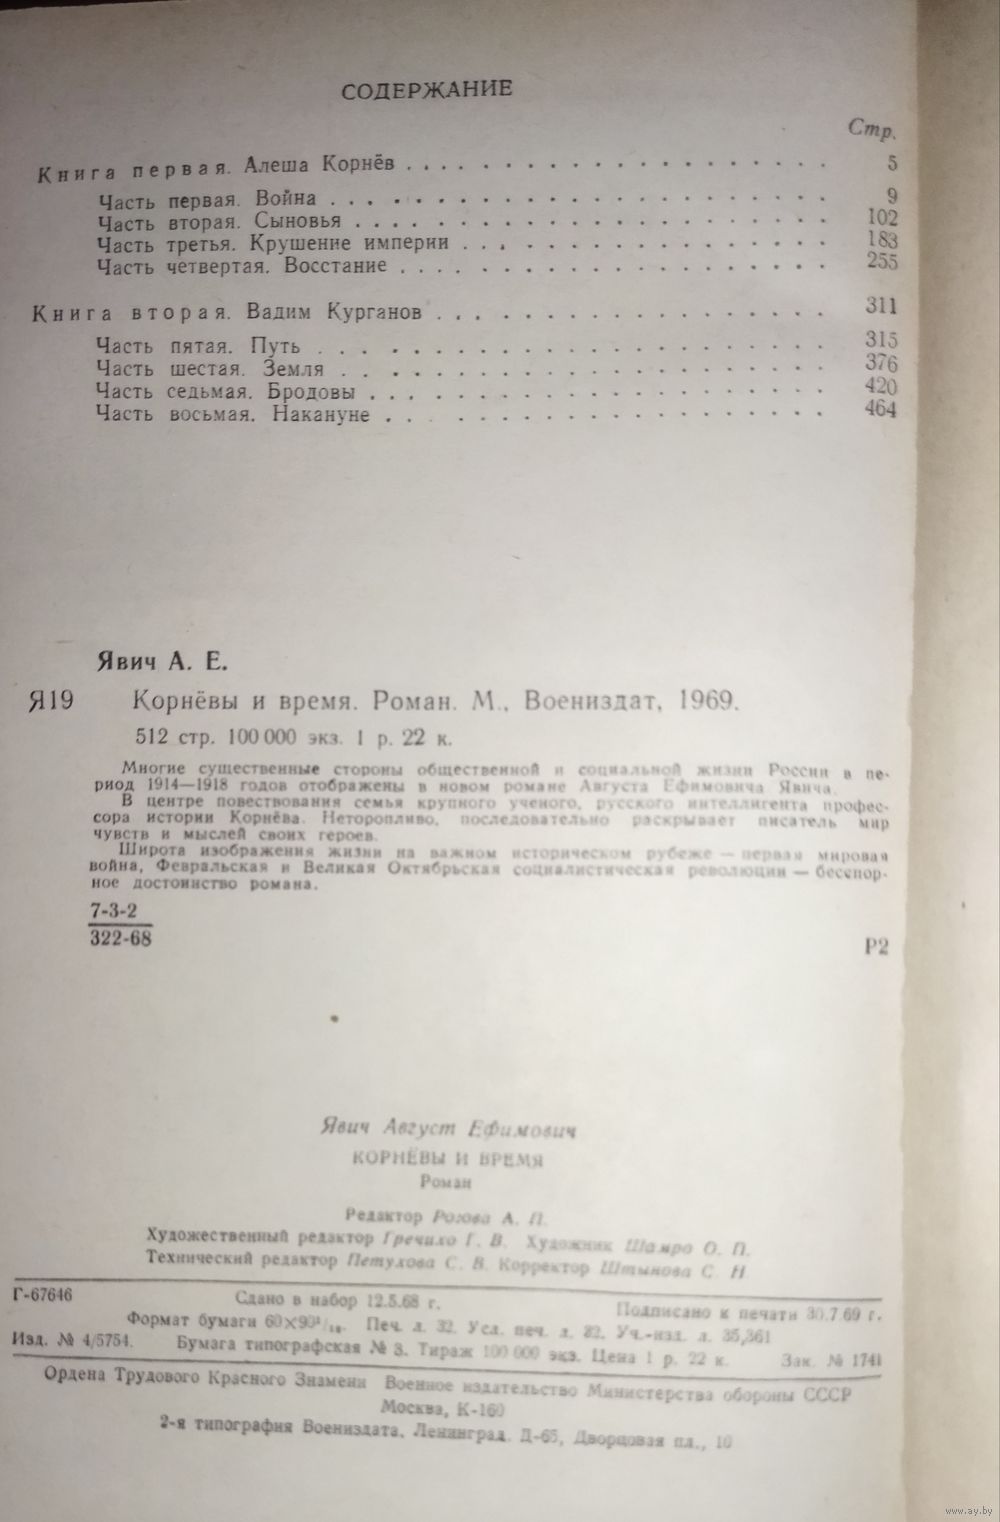 СОДЕРЖАНИЕ
Стр.
Книга первая. Алеша Корнёв . . . . . . . . . . . . . . . . . . . 5
Часть первая. Война . . . . . . . . . . . . . . . . . . . . . 9
Часть вторая. Сыновья . . . . . . . . . . . . . . . . . . . . 102
Часть третья. Крушение империи . . . . . . . . . . . . . . . 183
Часть четвертая. Восстание . . . . . . . . . . . . . . . . . . 255
Книга вторая. Вадим Курганов . . . . . . . . . . . . . . . . . 311
Часть пятая. Путь . . . . . . . . . . . . . . . . . . . . . 315
Часть шестая. Земля . . . . . . . . . . . . . . . . . . . . 376
Часть седьмая. Бродовы . . . . . . . . . . . . . . . . . . . 420
Часть восьмая. Накануне . . . . . . . . . . . . . . . . . . 464
Явич А. Е.
Я19 Корнёвы и время. Роман. М., Воениздат, 1969.
512 стр. 100 000 экз. 1 р. 22 к.
Многие существенные стороны общественной и социальной жизни России в пе-
риод 1914—1918 годов отображены в новом романе Августа Ефимовича Явича.
В центре повествования семья крупного ученого, русского интеллигента профес-
сора истории Корнёва. Неторопливо, последовательно раскрывает писатель мир
чувств и мыслей своих героев.
Широта изображения жизни на важном историческом рубеже — первая мировая
война, Февральская и Великая Октябрьская социалистическая революции — бесспор-
ное достоинство романа.
7-3-2
322-68
Р2
Явич Август Ефимович
КОРНЁВЫ И ВРЕМЯ
Роман
Редактор Рогова А. П.
Художественный редактор Гречихо Г. В. Художник Шамро О. П.
Технический редактор Петухова С. В. Корректор Штынова С. Н.
Г-67646 Сдано в набор 12.5.68 г. Подписано к печати 30.7.69 г.
Формат бумаги 60×90¹/₁₆. Печ. л. 32. Усл. печ. л. 32. Уч.-изд. л. 35,361
Изд. № 4/5754. Бумага типографская № 3. Тираж 100 000 экз. Цена 1 р. 22 к. Зак. № 1741
Ордена Трудового Красного Знамени Военное издательство Министерства обороны СССР
Москва, К-160
2-я типография Воениздата. Ленинград. Д-65, Дворцовая пл., 10
www.ay.by